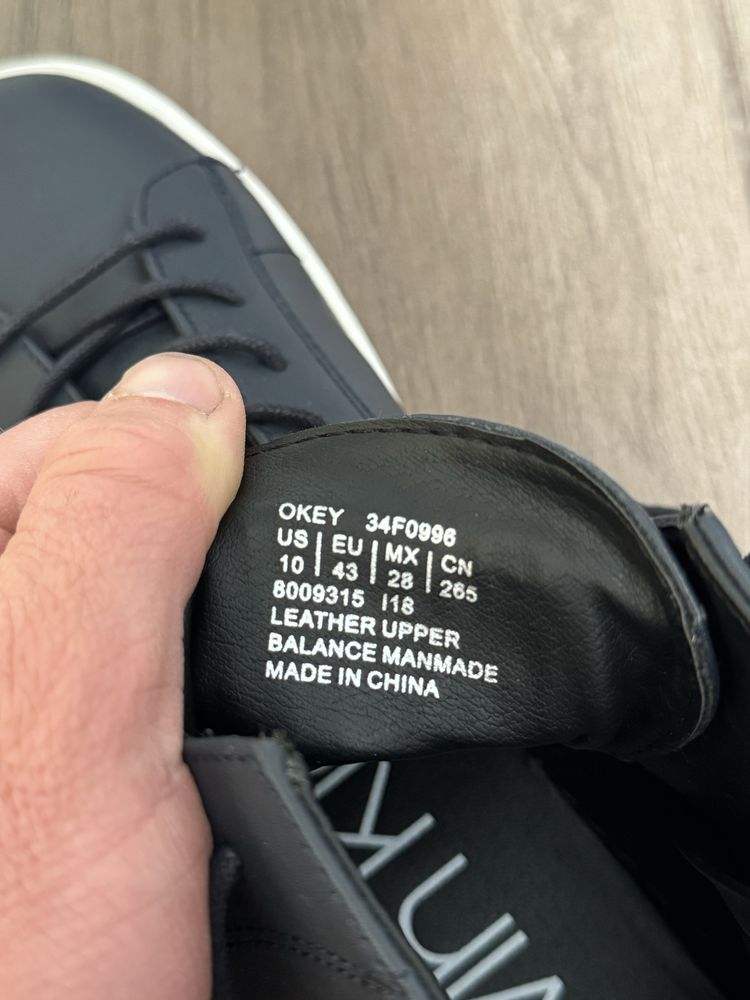 OKEY 34F0996
US | EU | MX | CN
10 | 43 | 28 | 265
8009315 I18
LEATHER UPPER
BALANCE MANMADE
MADE IN CHINA